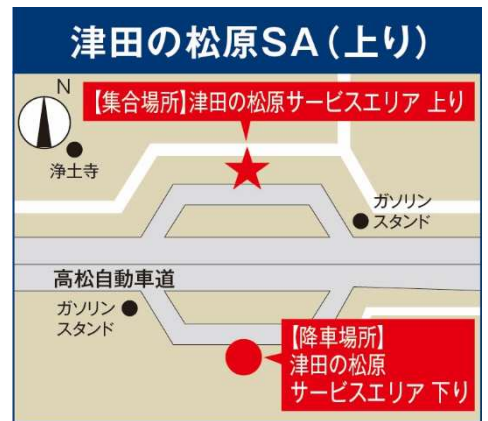 津田の松原SA(上り)
N
【集合場所】津田の松原サービスエリア 上り
浄土寺
ガソリン
スタンド
高松自動車道
ガソリン
スタンド
【降車場所】
津田の松原
サービスエリア 下り